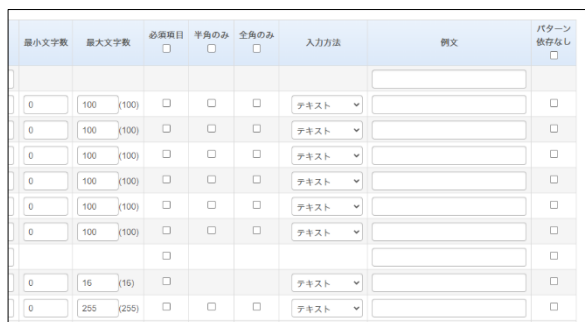 最小文字数 最大文字数 必須項目 半角のみ 全角のみ 入力方法 例文 パターン
依存なし
0 100 (100) テキスト
0 100 (100) テキスト
0 100 (100) テキスト
0 100 (100) テキスト
0 100 (100) テキスト
0 100 (100) テキスト
0 16 (16) テキスト
0 255 (255) テキスト